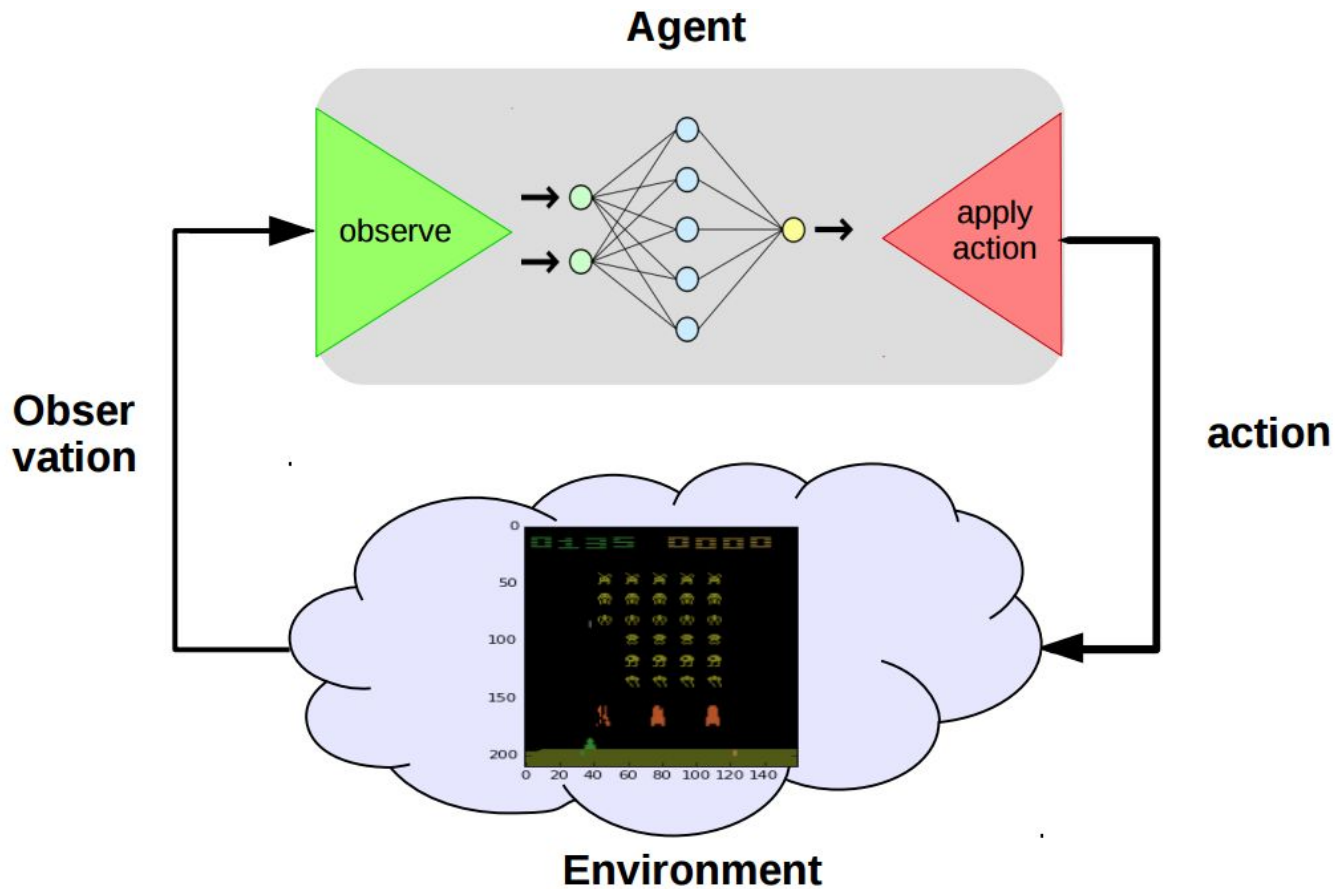 Agent
observe
apply
action
Obser
vation
action
0135 0000
0
50
100
150
200
0 20 40 60 80 100 120 140
Environment